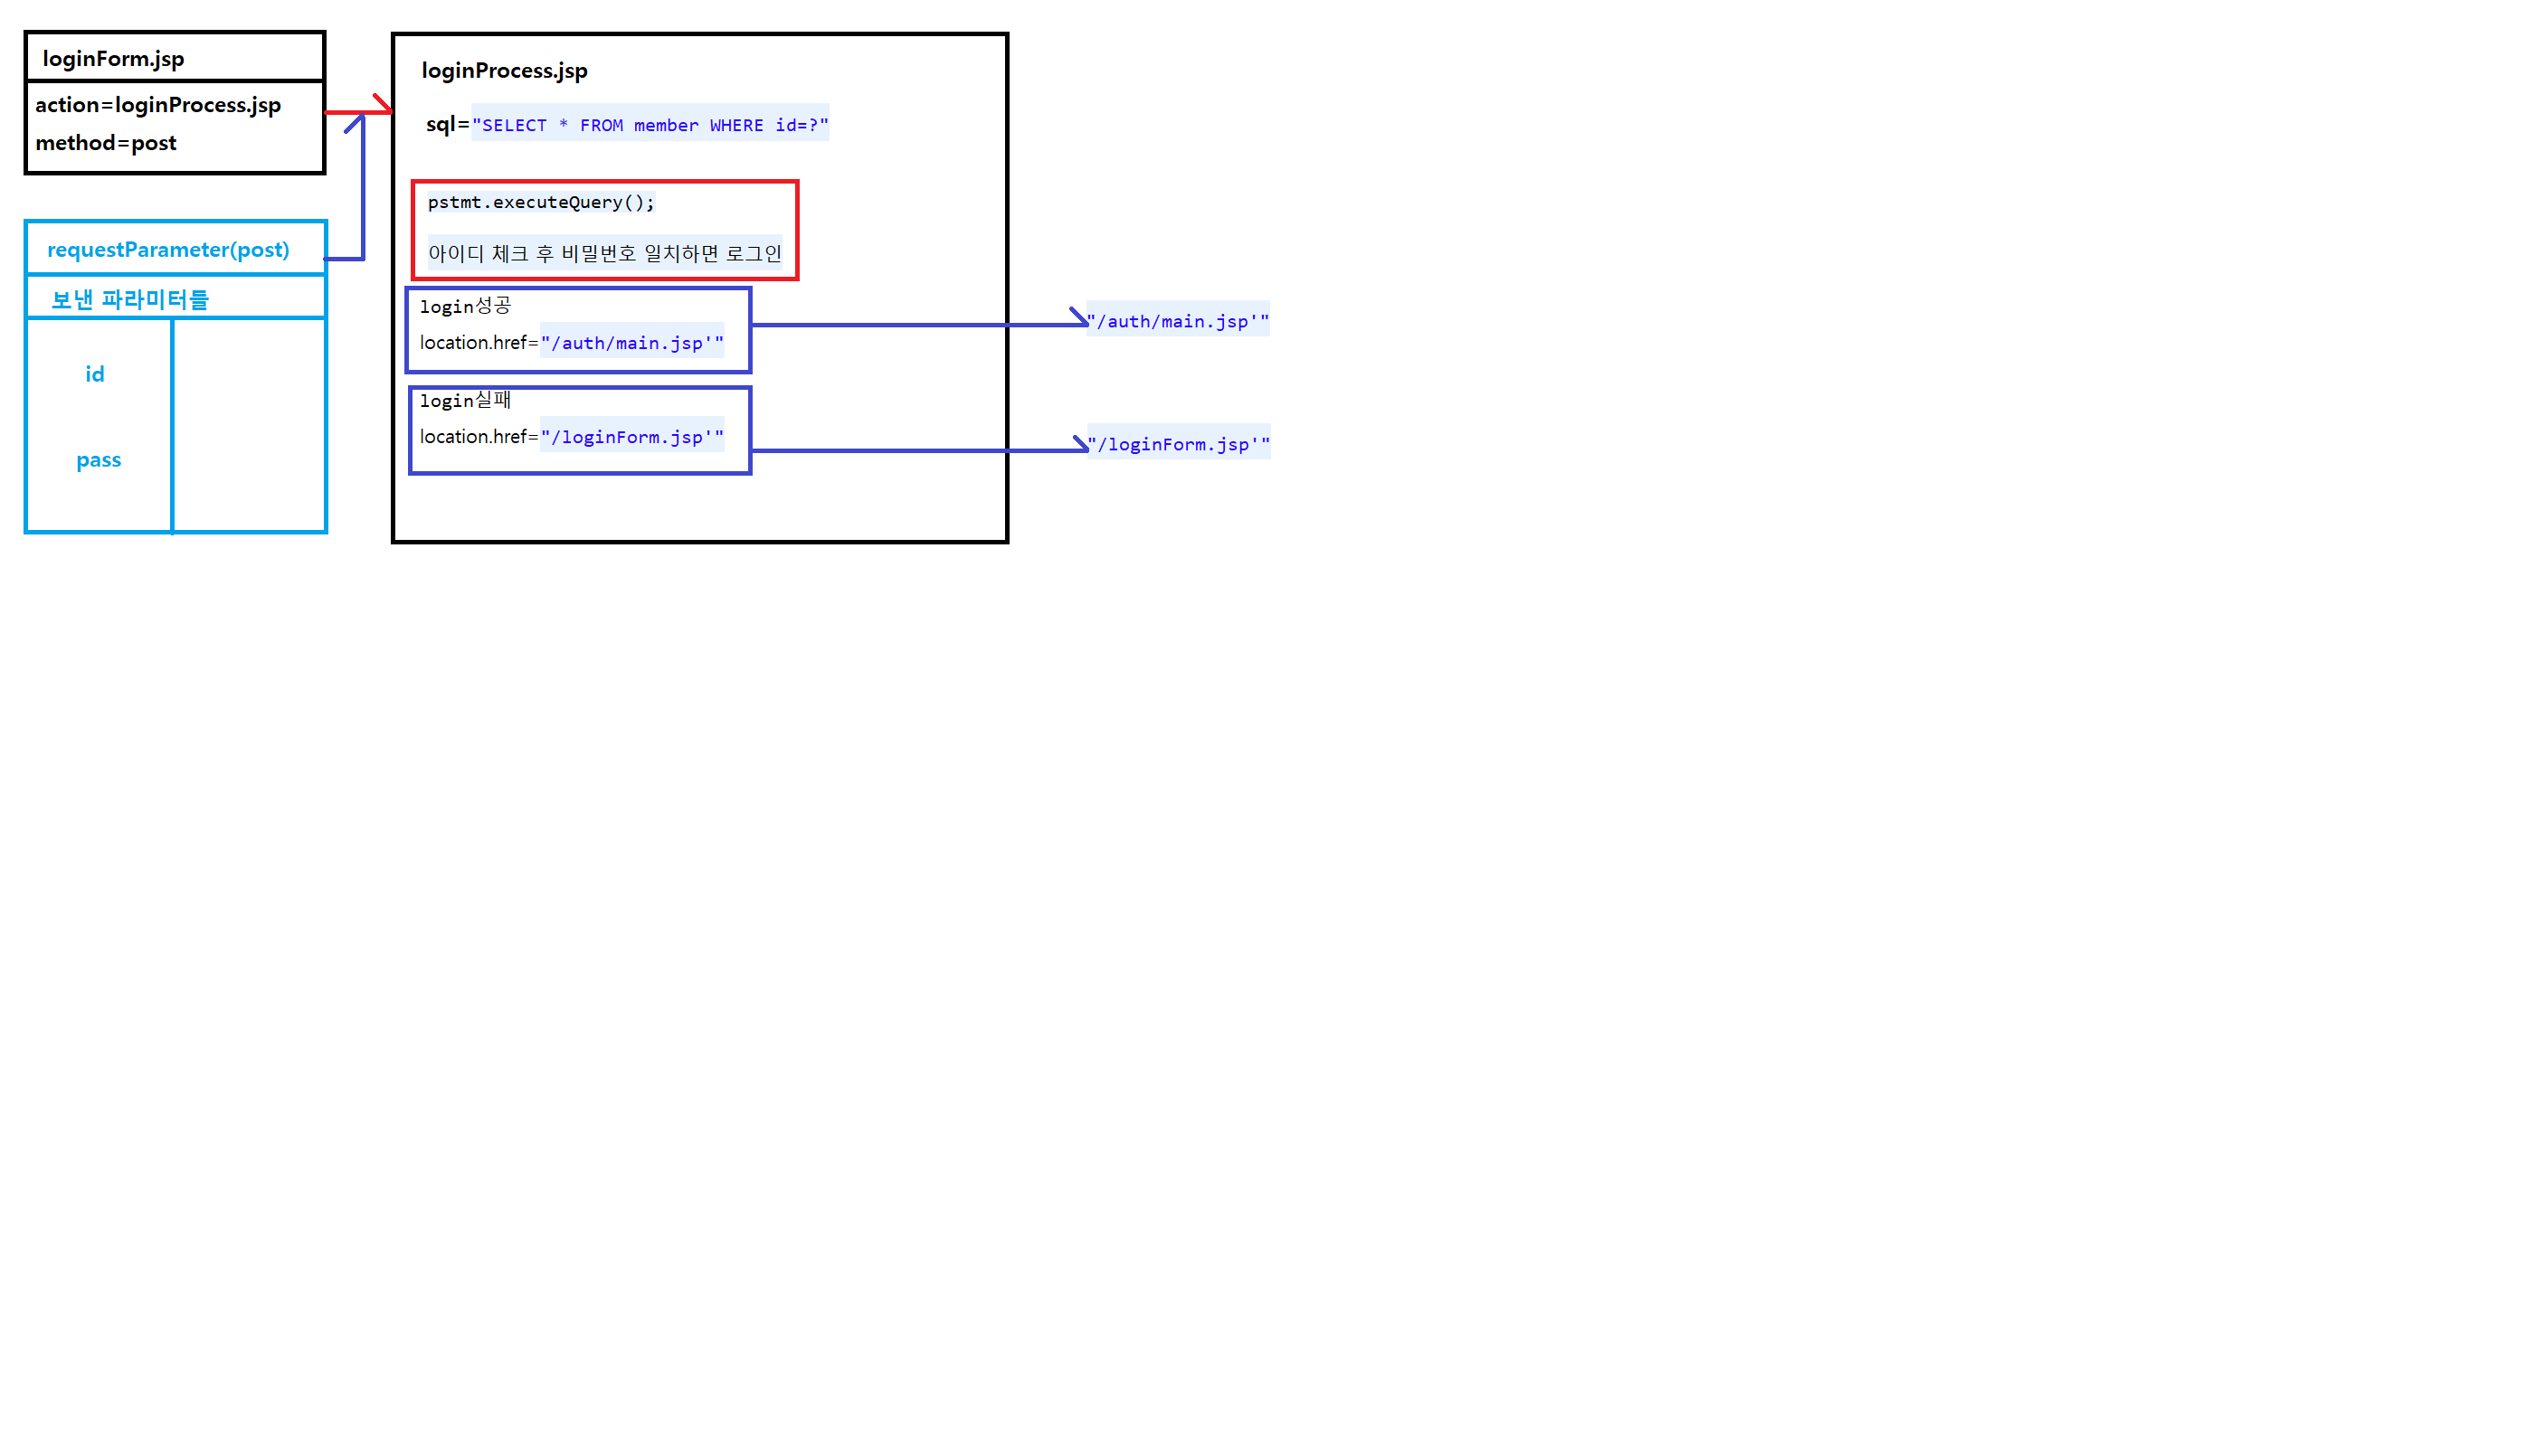 loginForm.jsp
action=loginProcess.jsp
method=post
requestParameter(post)
보낸 파라미터들
id
pass
loginProcess.jsp
sql="SELECT * FROM member WHERE id=?"
pstmt.executeQuery();
아이디 체크 후 비밀번호 일치하면 로그인
login성공
location.href="/auth/main.jsp'"
login실패
location.href="/loginForm.jsp'"
"/auth/main.jsp'"
"/loginForm.jsp'"